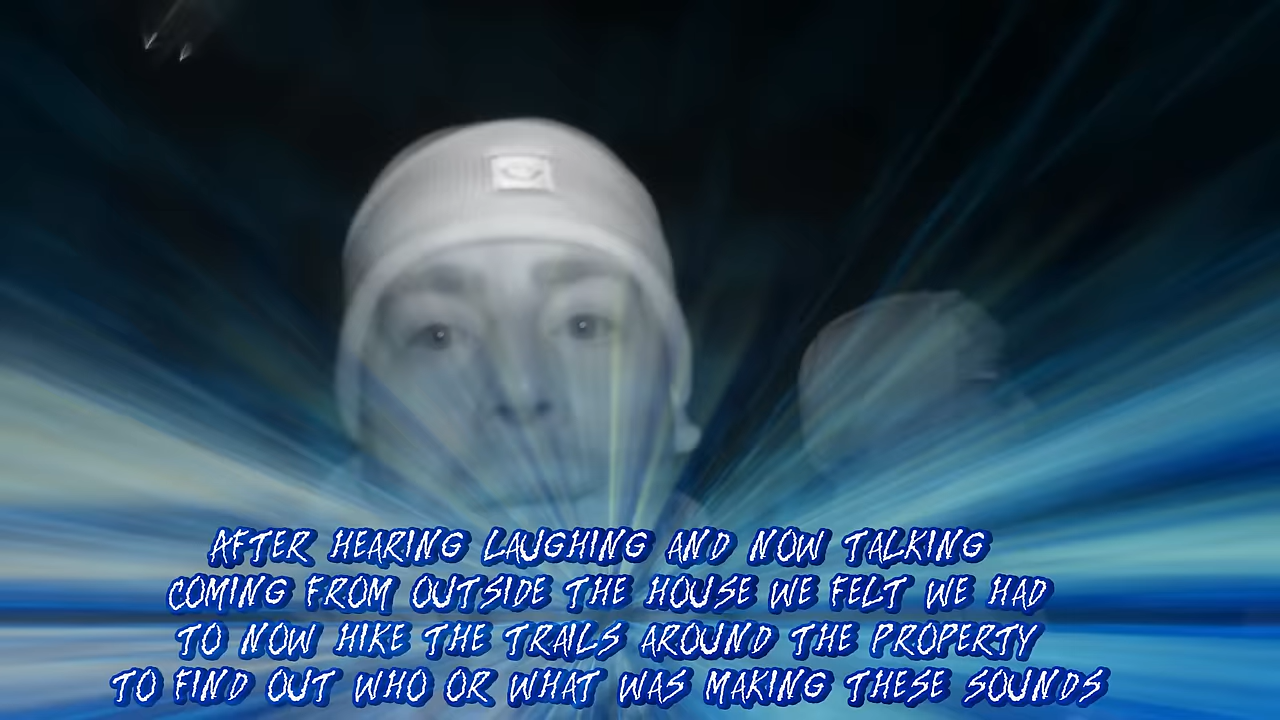 AFTER HEARING LAUGHING AND NOW TALKING
COMING FROM OUTSIDE THE HOUSE WE FELT WE HAD
TO NOW HIKE THE TRAILS AROUND THE PROPERTY
TO FIND OUT WHO OR WHAT WAS MAKING THESE SOUNDS